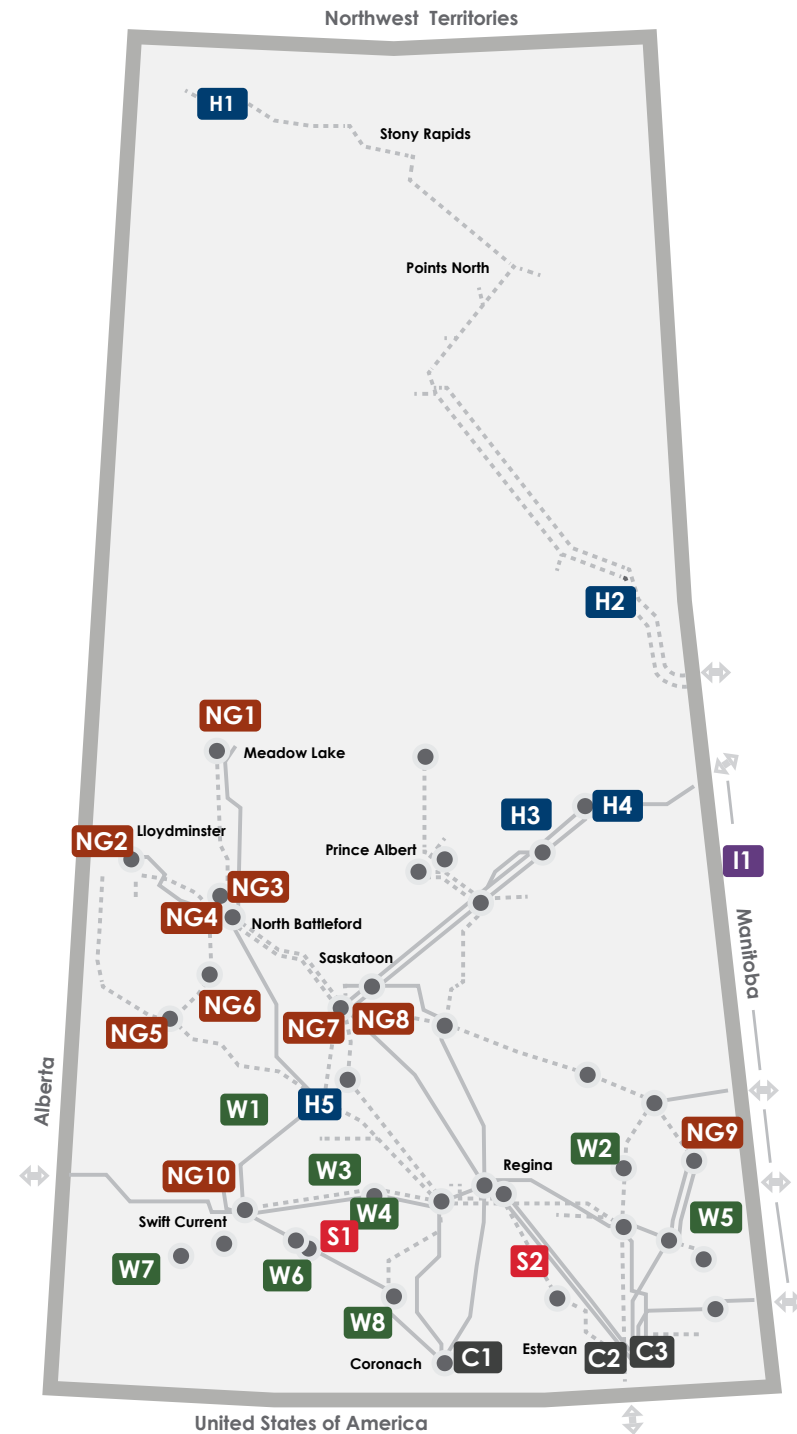 Northwest Territories
H1
Stony Rapids
Points North
H2
NG1
Meadow Lake
H3
H4
NG2
Lloydminster
Prince Albert
I1
NG3
NG4
North Battleford
Manitoba
Saskatoon
NG6
NG5
NG7
NG8
Alberta
W1
H5
NG9
W2
NG10
W3
Regina
W4
W5
Swift Current
S1
W7
W6
S2
W8
Coronach
C1
Estevan
C2
C3
United States of America